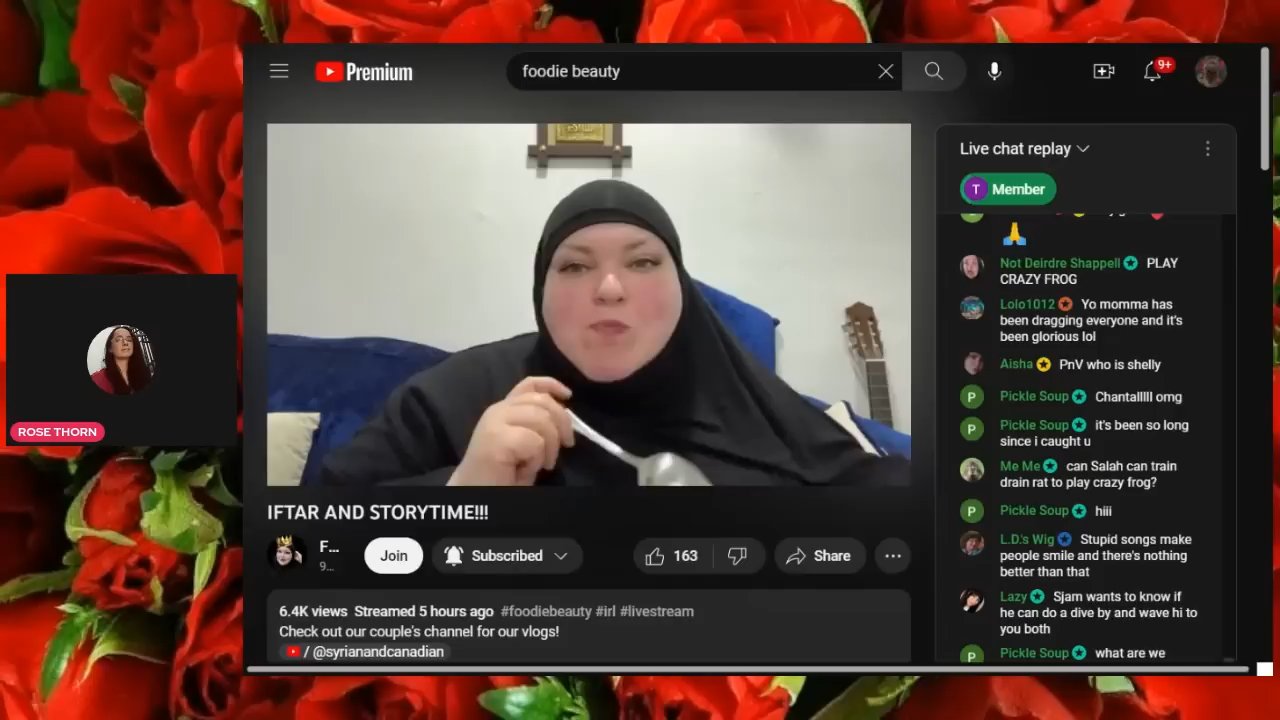 Premium
foodie beauty
9+
Live chat replay
T Member
Not Deirdre Shappell PLAY
CRAZY FROG
Lolo1012 Yo momma has
been dragging everyone and it's
been glorious lol
Aisha PnV who is shelly
P Pickle Soup Chantalllll omg
P Pickle Soup it's been so long
since i caught u
Me Me can Salah can train
drain rat to play crazy frog?
P Pickle Soup hiii
L.D.'s Wig Stupid songs make
people smile and there's nothing
better than that
Lazy Sjam wants to know if
he can do a dive by and wave hi to
you both
P Pickle Soup what are we
ROSE THORN
IFTAR AND STORYTIME!!!
F...
9...
Join
Subscribed
163
Share
6.4K views Streamed 5 hours ago #foodiebeauty #irl #livestream
Check out our couple's channel for our vlogs!
/ @syrianandcanadian